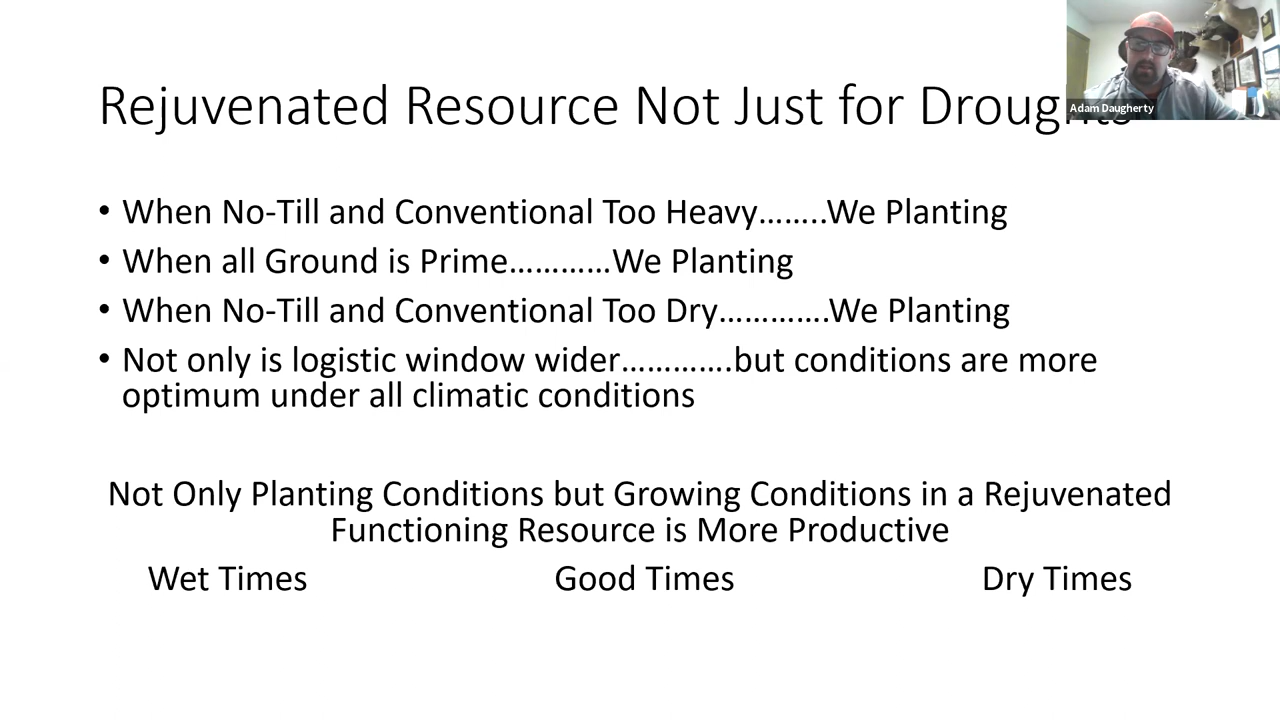 Rejuvenated Resource Not Just for Droughts
Adam Daugherty
• When No-Till and Conventional Too Heavy……..We Planting
• When all Ground is Prime…………We Planting
• When No-Till and Conventional Too Dry………….We Planting
• Not only is logistic window wider………….but conditions are more
optimum under all climatic conditions
Not Only Planting Conditions but Growing Conditions in a Rejuvenated
Functioning Resource is More Productive
Wet Times Good Times Dry Times